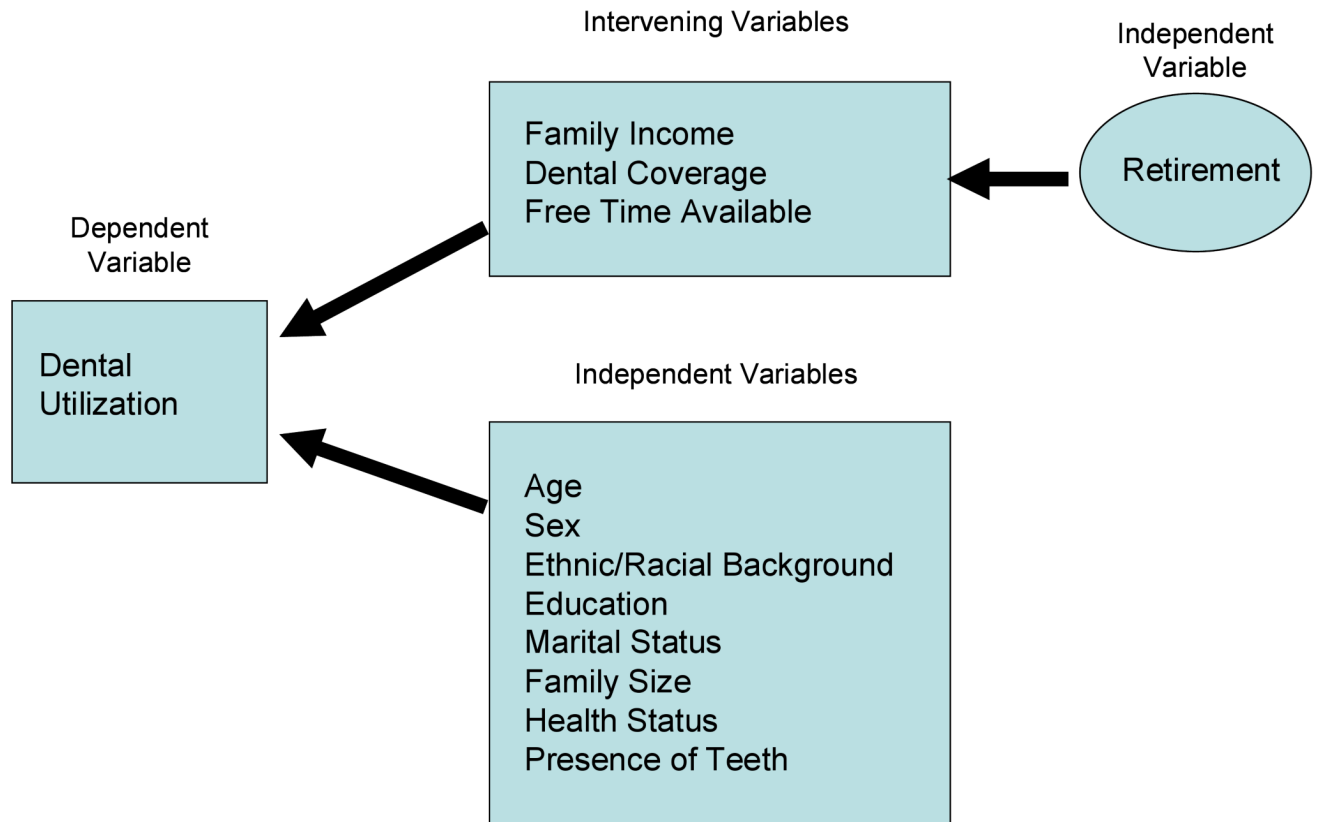 Intervening Variables
Family Income
Dental Coverage
Free Time Available
Independent
Variable
Retirement
Dependent
Variable
Dental
Utilization
Independent Variables
Age
Sex
Ethnic/Racial Background
Education
Marital Status
Family Size
Health Status
Presence of Teeth